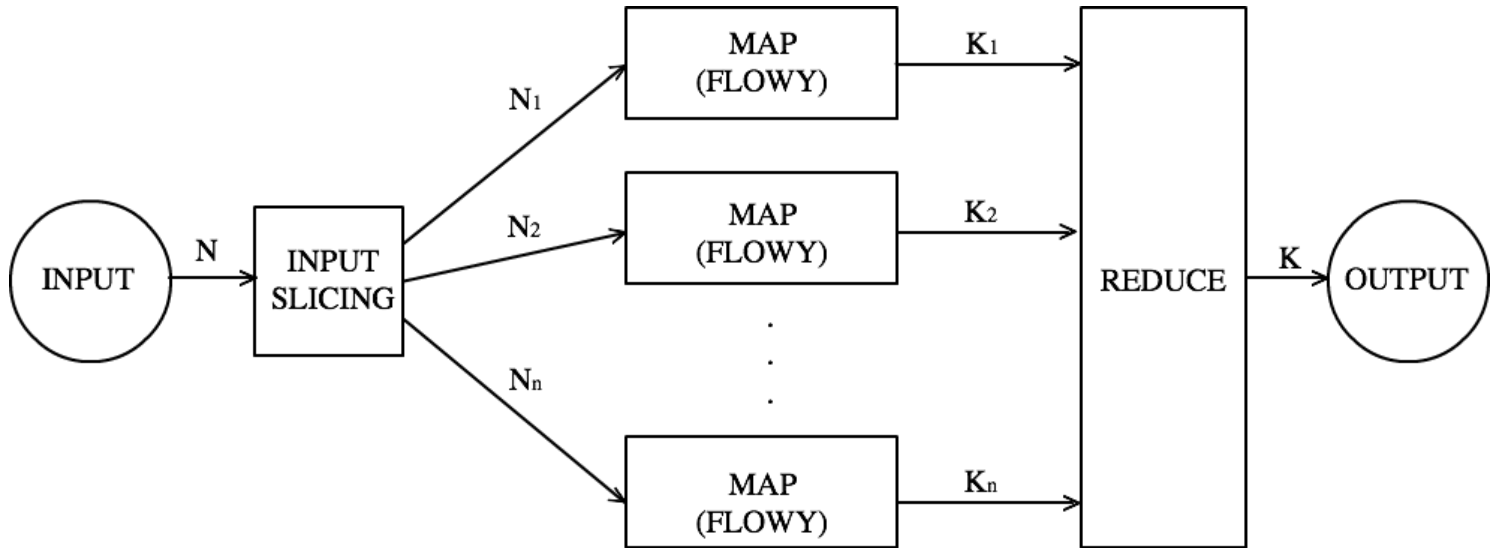 INPUT
N
INPUT
SLICING
N1
N2
Nn
MAP
(FLOWY)
MAP
(FLOWY)
.
.
.
MAP
(FLOWY)
K1
K2
Kn
REDUCE
K
OUTPUT